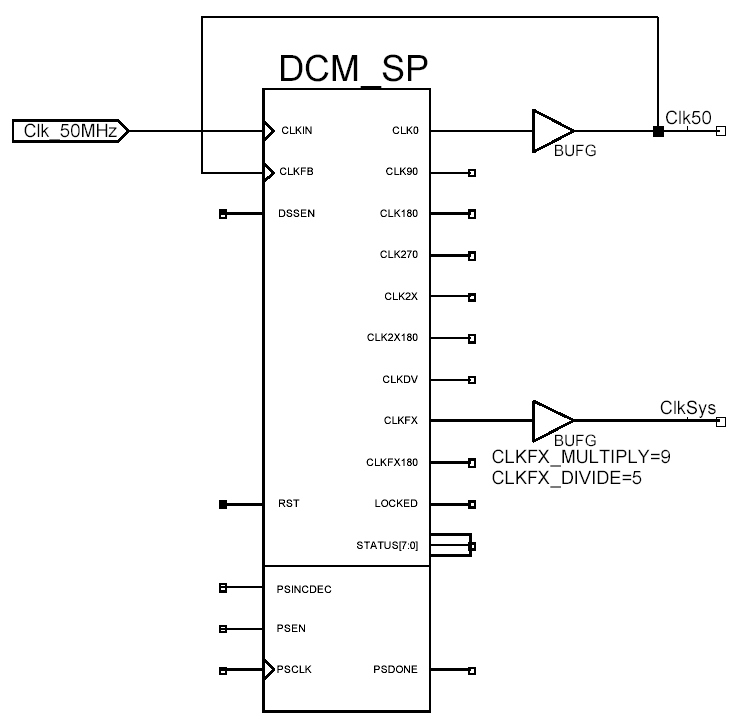 DCM_SP
Clk_50MHz
CLKIN
CLK0
BUFG
Clk50
CLKFB
CLK90
DSSEN
CLK180
CLK270
CLK2X
CLK2X180
CLKDV
CLKFX
BUFG
ClkSys
CLKFX_MULTIPLY=9
CLKFX_DIVIDE=5
CLKFX180
RST
LOCKED
STATUS[7:0]
PSINCDEC
PSEN
PSCLK
PSDONE